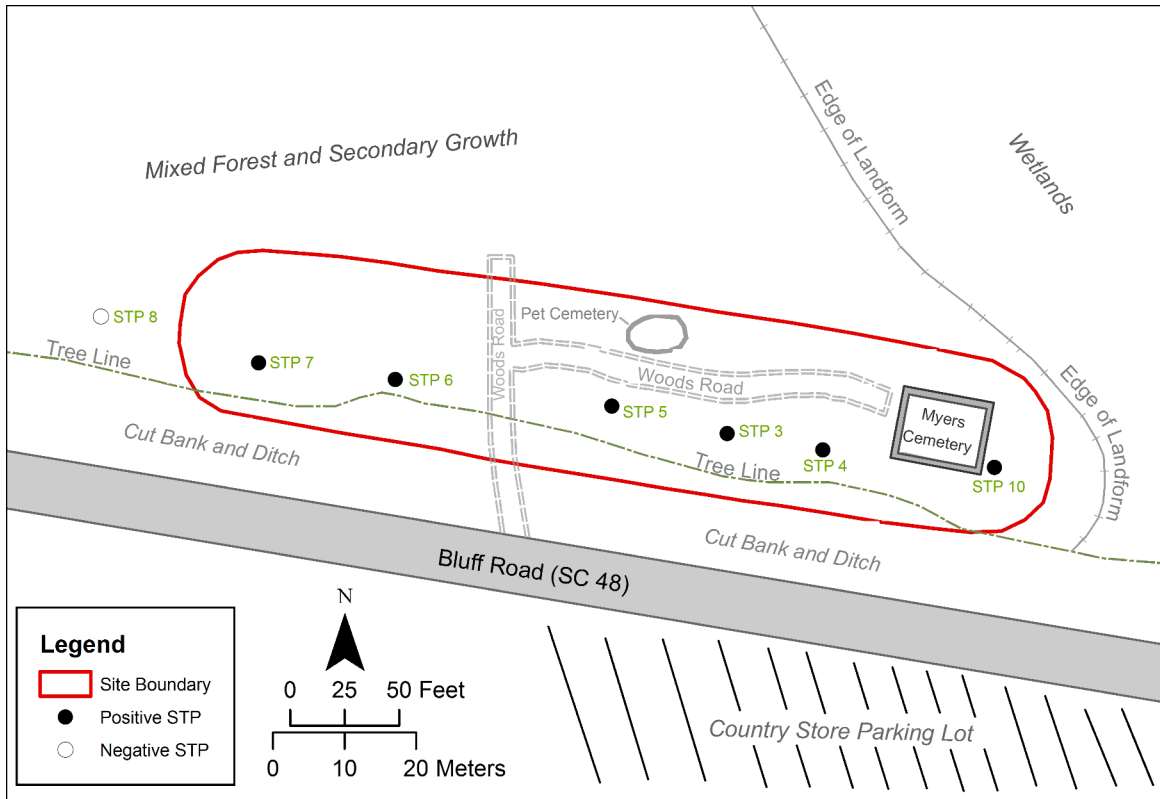 Edge of Landform
Wetlands
Mixed Forest and Secondary Growth
STP 8
Pet Cemetery
Woods Road
Tree Line
STP 7
STP 6
Woods Road
Edge of Landform
STP 5
Myers
Cemetery
STP 3
Cut Bank and Ditch
Tree Line
STP 4
STP 10
Cut Bank and Ditch
Bluff Road (SC 48)
N
Legend
Site Boundary
Positive STP
Negative STP
0 25 50 Feet
0 10 20 Meters
Country Store Parking Lot